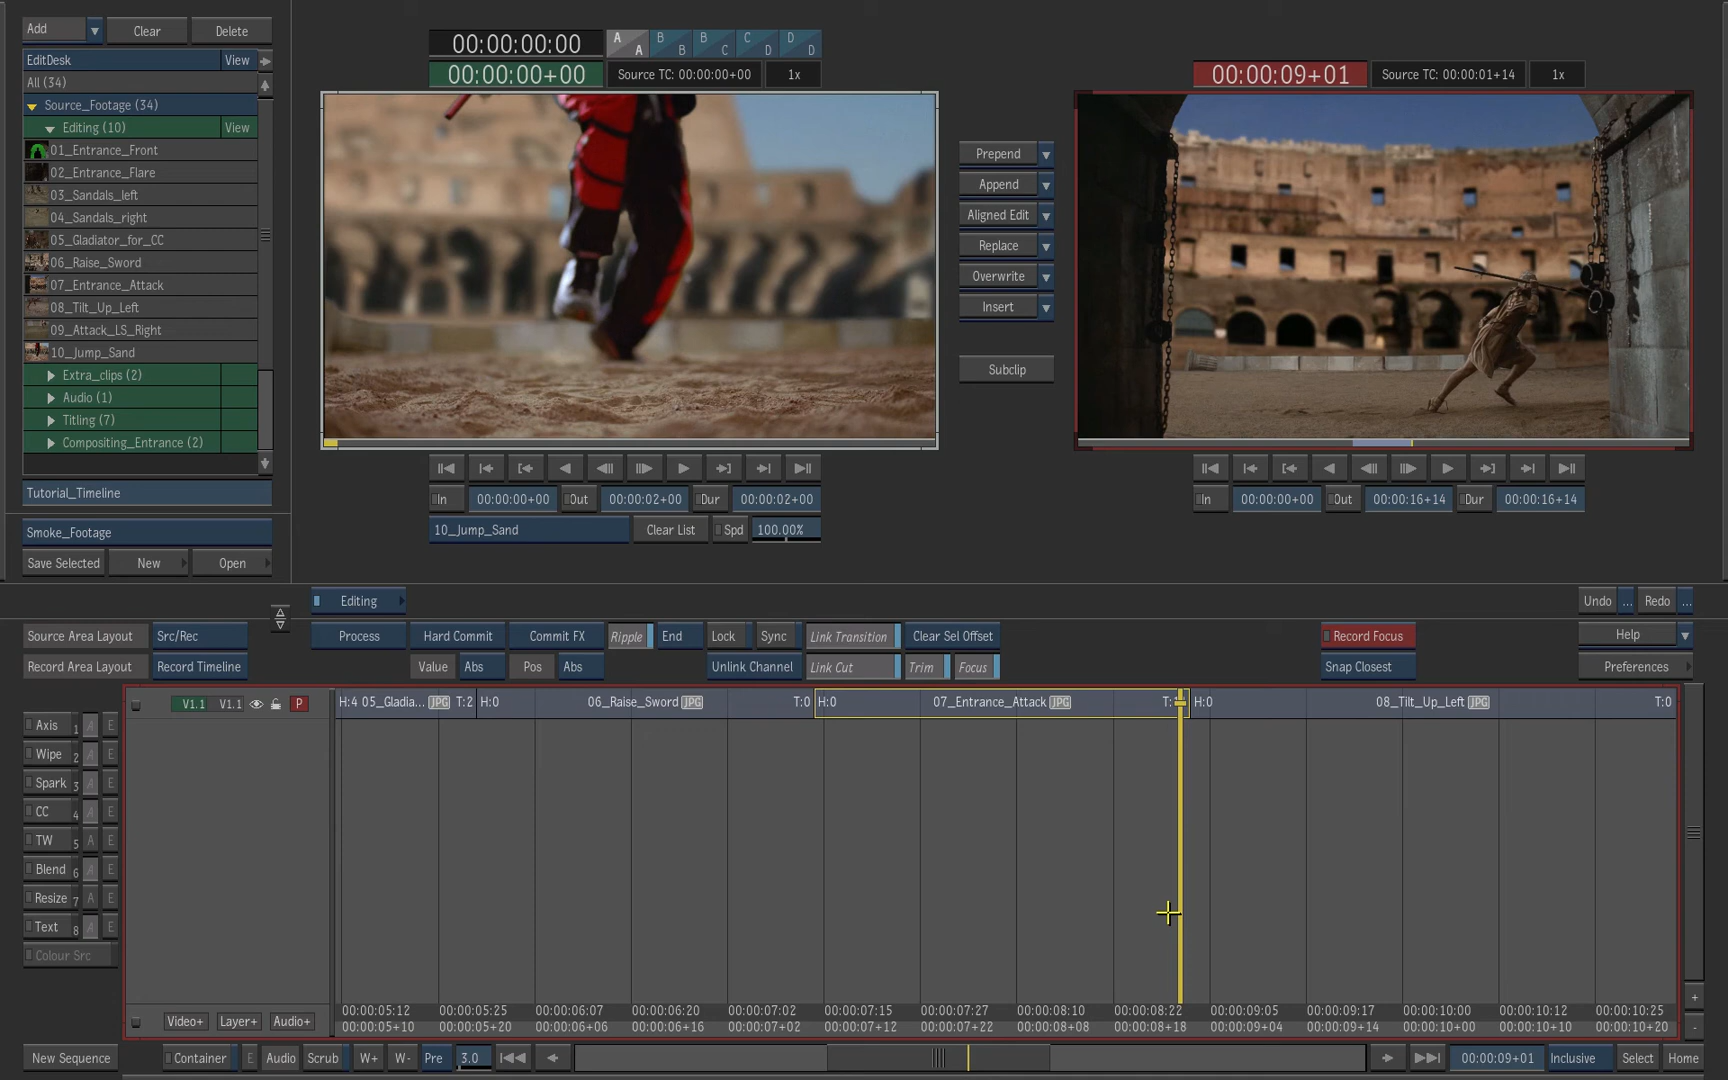 Add
Clear
Delete
EditDesk
View
All (34)
Source_Footage (34)
Editing (10)
View
01_Entrance_Front
02_Entrance_Flare
03_Sandals_left
04_Sandals_right
05_Gladiator_for_CC
06_Raise_Sword
07_Entrance_Attack
08_Tilt_Up_Left
09_Attack_LS_Right
10_Jump_Sand
Extra_clips (2)
Audio (1)
Titling (7)
Compositing_Entrance (2)
Tutorial_Timeline
Smoke_Footage
Save Selected
New
Open
00:00:00:00
A A B B B C C D D D
00:00:00+00
Source TC: 00:00:00+00
1x
In 00:00:00+00 Out 00:00:02+00 Dur 00:00:02+00
10_Jump_Sand
Clear List
Spd
100.00%
Prepend
Append
Aligned Edit
Replace
Overwrite
Insert
Subclip
00:00:09+01
Source TC: 00:00:01+14
1x
In 00:00:00+00 Out 00:00:16+14 Dur 00:00:16+14
Editing
Undo ... Redo ...
Source Area Layout
Src/Rec
Process
Hard Commit
Commit FX
Ripple
End
Lock
Sync
Link Transition
Clear Sel Offset
Record Focus
Help
Record Area Layout
Record Timeline
Value
Abs
Pos
Abs
Unlink Channel
Link Cut
Trim
Focus
Snap Closest
Preferences
V1.1 V1.1 P
H:4 05_Gladia... JPG T:2
H:0 06_Raise_Sword JPG T:0
H:0 07_Entrance_Attack JPG
H:0 08_Tilt_Up_Left JPG T:0
Axis 1 A E
Wipe 2 A E
Spark 3 A E
CC 4 A E
TW 5 A E
Blend 6 A E
Resize 7 A E
Text 8 A E
Colour Src
00:00:05:12 00:00:05:25 00:00:06:07 00:00:06:20 00:00:07:02 00:00:07:15 00:00:07:27 00:00:08:10 00:00:08:22 00:00:09:05 00:00:09:17 00:00:10:00 00:00:10:12 00:00:10:25
00:00:05+10 00:00:05+20 00:00:06+06 00:00:06+16 00:00:07+02 00:00:07+12 00:00:07+22 00:00:08+08 00:00:08+18 00:00:09+04 00:00:09+14 00:00:10+00 00:00:10+10 00:00:10+20
Video+
Layer+
Audio+
New Sequence
Container
E
Audio
Scrub
W+
W-
Pre
3.0
00:00:09+01
Inclusive
Select
Home